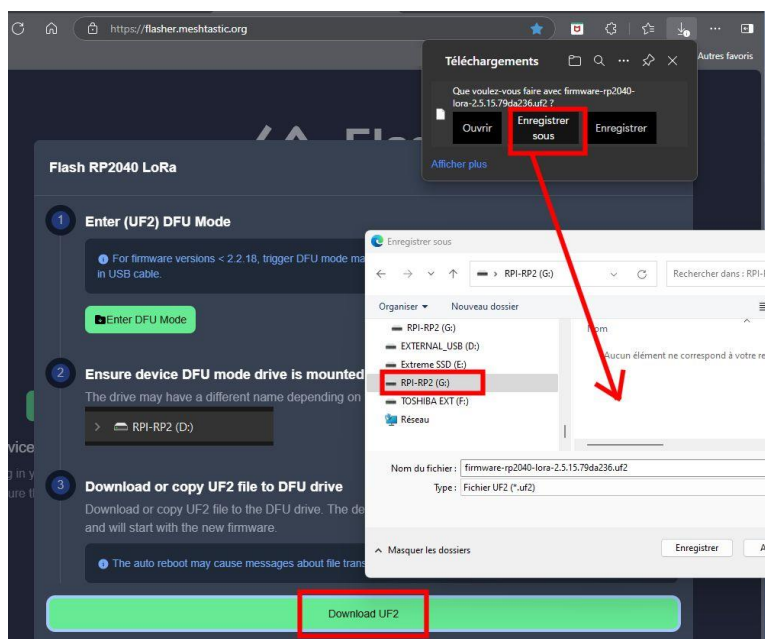 https://flasher.meshtastic.org
Autres favoris
Téléchargements
Que voulez-vous faire avec firmware-rp2040-
lora-2.5.15.79da236.uf2 ?
Ouvrir
Enregistrer
sous
Enregistrer
Afficher plus
Flash RP2040 LoRa
1
Enter (UF2) DFU Mode
For firmware versions < 2.2.18, trigger DFU mode ma
in USB cable.
Enter DFU Mode
2
Ensure device DFU mode drive is mounted
The drive may have a different name depending on
RPI-RP2 (D:)
3
Download or copy UF2 file to DFU drive
Download or copy UF2 file to the DFU drive. The de
and will start with the new firmware.
The auto reboot may cause messages about file trans
Download UF2
vice
g in y
ure t
Enregistrer sous
RPI-RP2 (G:)
Rechercher dans : RPI-
Organiser
Nouveau dossier
RPI-RP2 (G:)
EXTERNAL_USB (D:)
Extreme SSD (E:)
RPI-RP2 (G:)
TOSHIBA EXT (F:)
Réseau
Nom
Aucun élément ne correspond à votre re
Nom du fichier : firmware-rp2040-lora-2.5.15.79da236.uf2
Type : Fichier UF2 (*.uf2)
Masquer les dossiers
Enregistrer
A